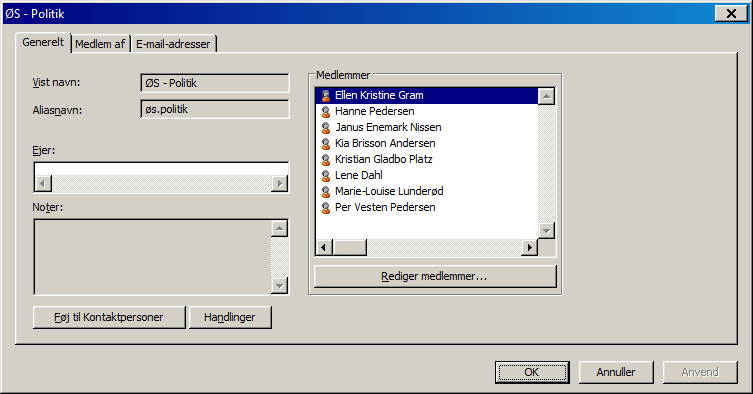 ØS - Politik
Generelt
Medlem af
E-mail-adresser
Vist navn:
ØS - Politik
Aliasnavn:
øs.politik
Ejer:
Noter:
Medlemmer
Ellen Kristine Gram
Hanne Pedersen
Janus Enemark Nissen
Kia Brisson Andersen
Kristian Gladbo Platz
Lene Dahl
Marie-Louise Lunderød
Per Vesten Pedersen
Rediger medlemmer...
Føj til Kontaktpersoner
Handlinger
OK
Annuller
Anvend